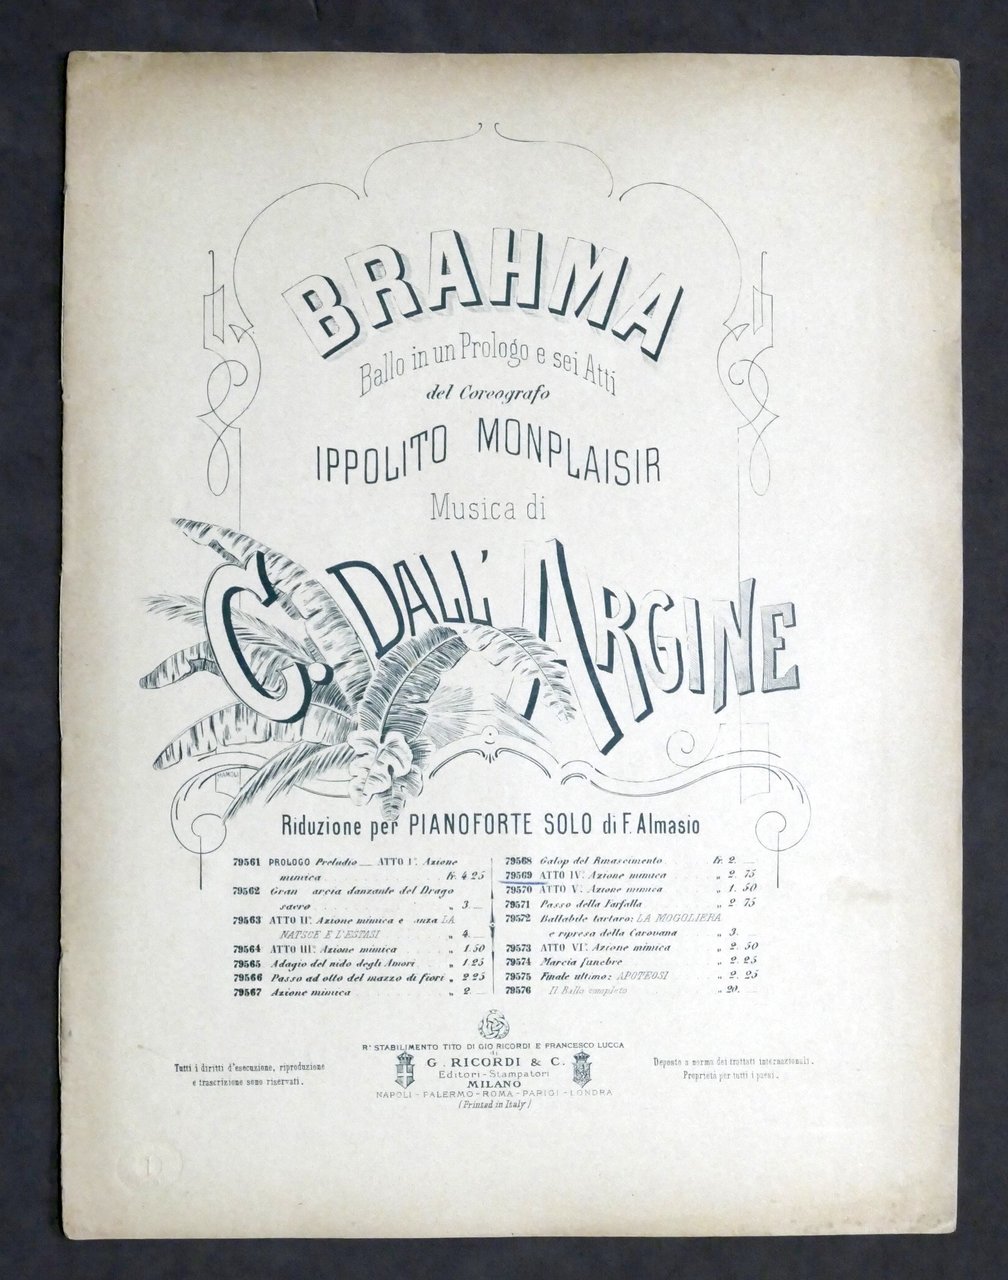 BRAHMA
Ballo in un Prologo e sei Atti
del Coreografo
IPPOLITO MONPLAISIR
Musica di
C. DALL' ARGINE
RAMOLI
Riduzione per PIANOFORTE SOLO di F. Almasio
79561 PROLOGO Preludio — ATTO I°. Azione
mimica Fr. 4 25
79562 Gran arcia danzante del Drago
sacro „ 3 —
79563 ATTO II°. Azione mimica e anza LA
NATSCE E L'ESTASI „ 4 —
79564 ATTO III°. Azione mimica „ 1.50
79565 Adagio del nido degli Amori „ 1.25
79566 Passo ad otto del mazzo di fiori „ 2 25
79567 Azione mimica „ 2. —
79568 Galop del Rinascimento Fr. 2. —
79569 ATTO IV°. Azione mimica „ 2. 75
79570 ATTO V°. Azione mimica „ 1. 50
79571 Passo della Farfalla „ 2 75
79572 Ballabile tartaro: LA MOGOLIERA
e ripresa della Carovana „ 3. —
79573 ATTO VI°. Azione mimica „ 2. 50
79574 Marcia funebre „ 2. 25
79575 Finale ultimo: APOTEOSI „ 2. 25
79576 Il Ballo completo „ 20. —
R° STABILIMENTO TITO DI GIO RICORDI E FRANCESCO LUCCA
di
G. RICORDI & C.
Editori-Stampatori
MILANO
NAPOLI - PALERMO - ROMA - PARIGI - LONDRA
(Printed in Italy)
Tutti i diritti d'esecuzione, riproduzione
e trascrizione sono riservati.
Deposto a norma dei trattati internazionali.
Proprietà per tutti i paesi.